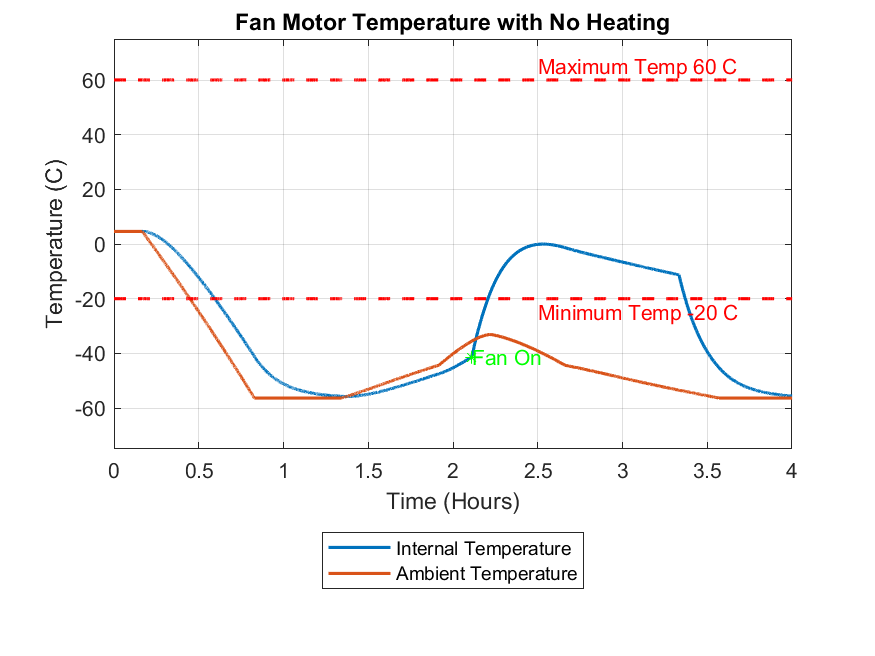 Fan Motor Temperature with No Heating
Maximum Temp 60 C
60
40
20
0
-20
-40
-60
Temperature (C)
Minimum Temp -20 C
Fan On
0
0.5
1
1.5
2
2.5
3
3.5
4
Time (Hours)
Internal Temperature
Ambient Temperature